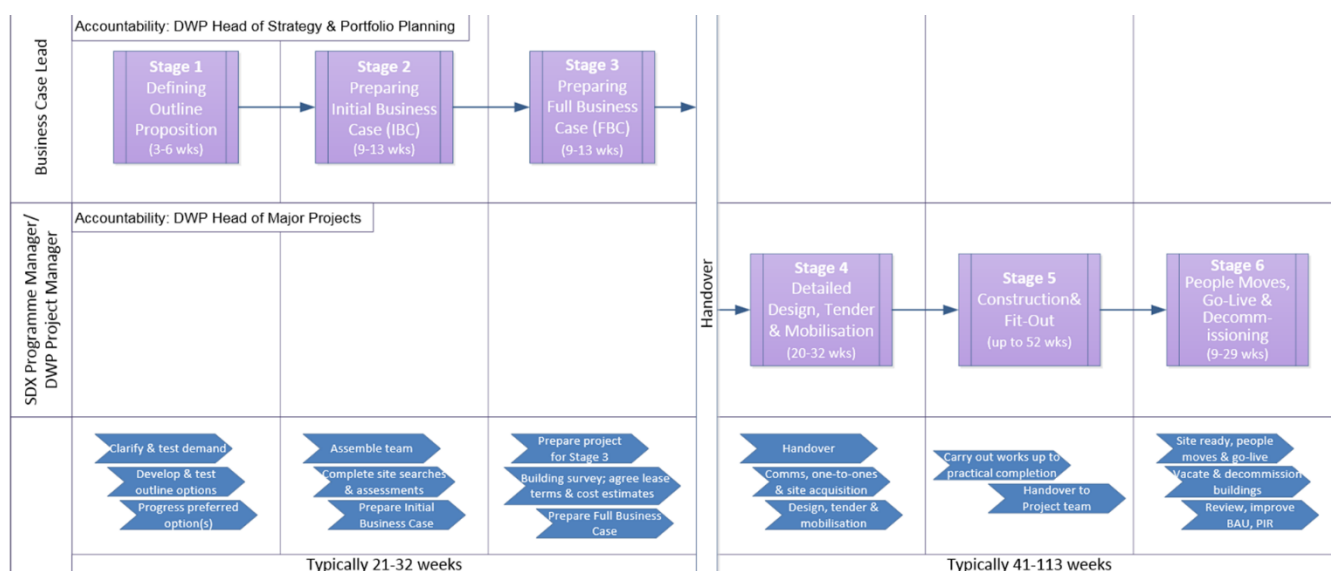 Accountability: DWP Head of Strategy & Portfolio Planning
Business Case Lead
Stage 1
Defining
Outline
Proposition
(3-6 wks)
Stage 2
Preparing
Initial Business
Case (IBC)
(9-13 wks)
Stage 3
Preparing
Full Business
Case (FBC)
(9-13 wks)
Accountability: DWP Head of Major Projects
SDX Programme Manager/
DWP Project Manager
Handover
Stage 4
Detailed
Design, Tender
& Mobilisation
(20-32 wks)
Stage 5
Construction&
Fit-Out
(up to 52 wks)
Stage 6
People Moves,
Go-Live &
Decomm-
issioning
(9-29 wks)
Clarify & test demand
Develop & test
outline options
Progress preferred
option(s)
Assemble team
Complete site searches
& assessments
Prepare Initial
Business Case
Prepare project
for Stage 3
Building survey; agree lease
terms & cost estimates
Prepare Full Business
Case
Handover
Comms, one-to-ones
& site acquisition
Design, tender &
mobilisation
Carry out works up to
practical completion
Handover to
Project team
Site ready, people
moves & go-live
Vacate & decommission
buildings
Review, improve
BAU, PIR
Typically 21-32 weeks
Typically 41-113 weeks